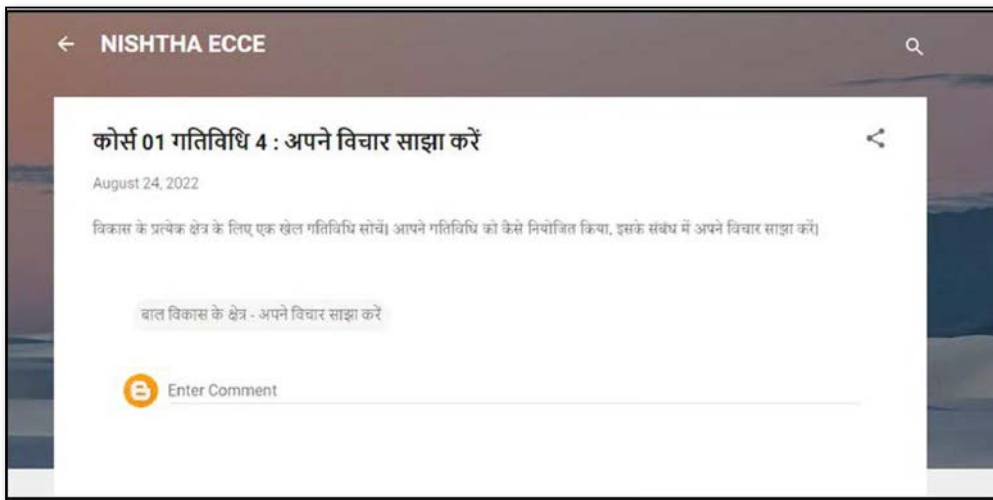 NISHTHA ECCE
कोर्स 01 गतिविधि 4 : अपने विचार साझा करें
August 24, 2022
विकास के प्रत्येक क्षेत्र के लिए एक खेल गतिविधि सोचें। आपने गतिविधि को कैसे नियोजित किया, इसके संबंध में अपने विचार साझा करें।
बाल विकास के क्षेत्र - अपने विचार साझा करें
Enter Comment